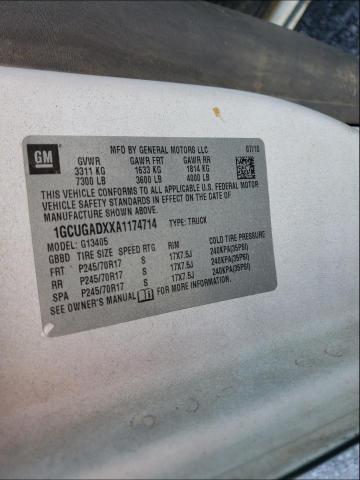 GM
MFD BY GENERAL MOTORS LLC 07/10
GVWR GAWR FRT GAWR RR
3311 KG 1633 KG 1814 KG
7300 LB 3600 LB 4000 LB
THIS VEHICLE CONFORMS TO ALL APPLICABLE U.S. FEDERAL MOTOR
VEHICLE SAFETY STANDARDS IN EFFECT ON THE DATE OF
MANUFACTURE SHOWN ABOVE.
1GCUGADXXA1174714 TYPE: TRUCK
MODEL: G13405
GBBD TIRE SIZE SPEED RTG RIM COLD TIRE PRESSURE
FRT P245/70R17 S 17X7.5J 240KPA(35PSI)
RR P245/70R17 S 17X7.5J 240KPA(35PSI)
SPA P245/70R17 S 17X7.5J 240KPA(35PSI)
SEE OWNER'S MANUAL FOR MORE INFORMATION.